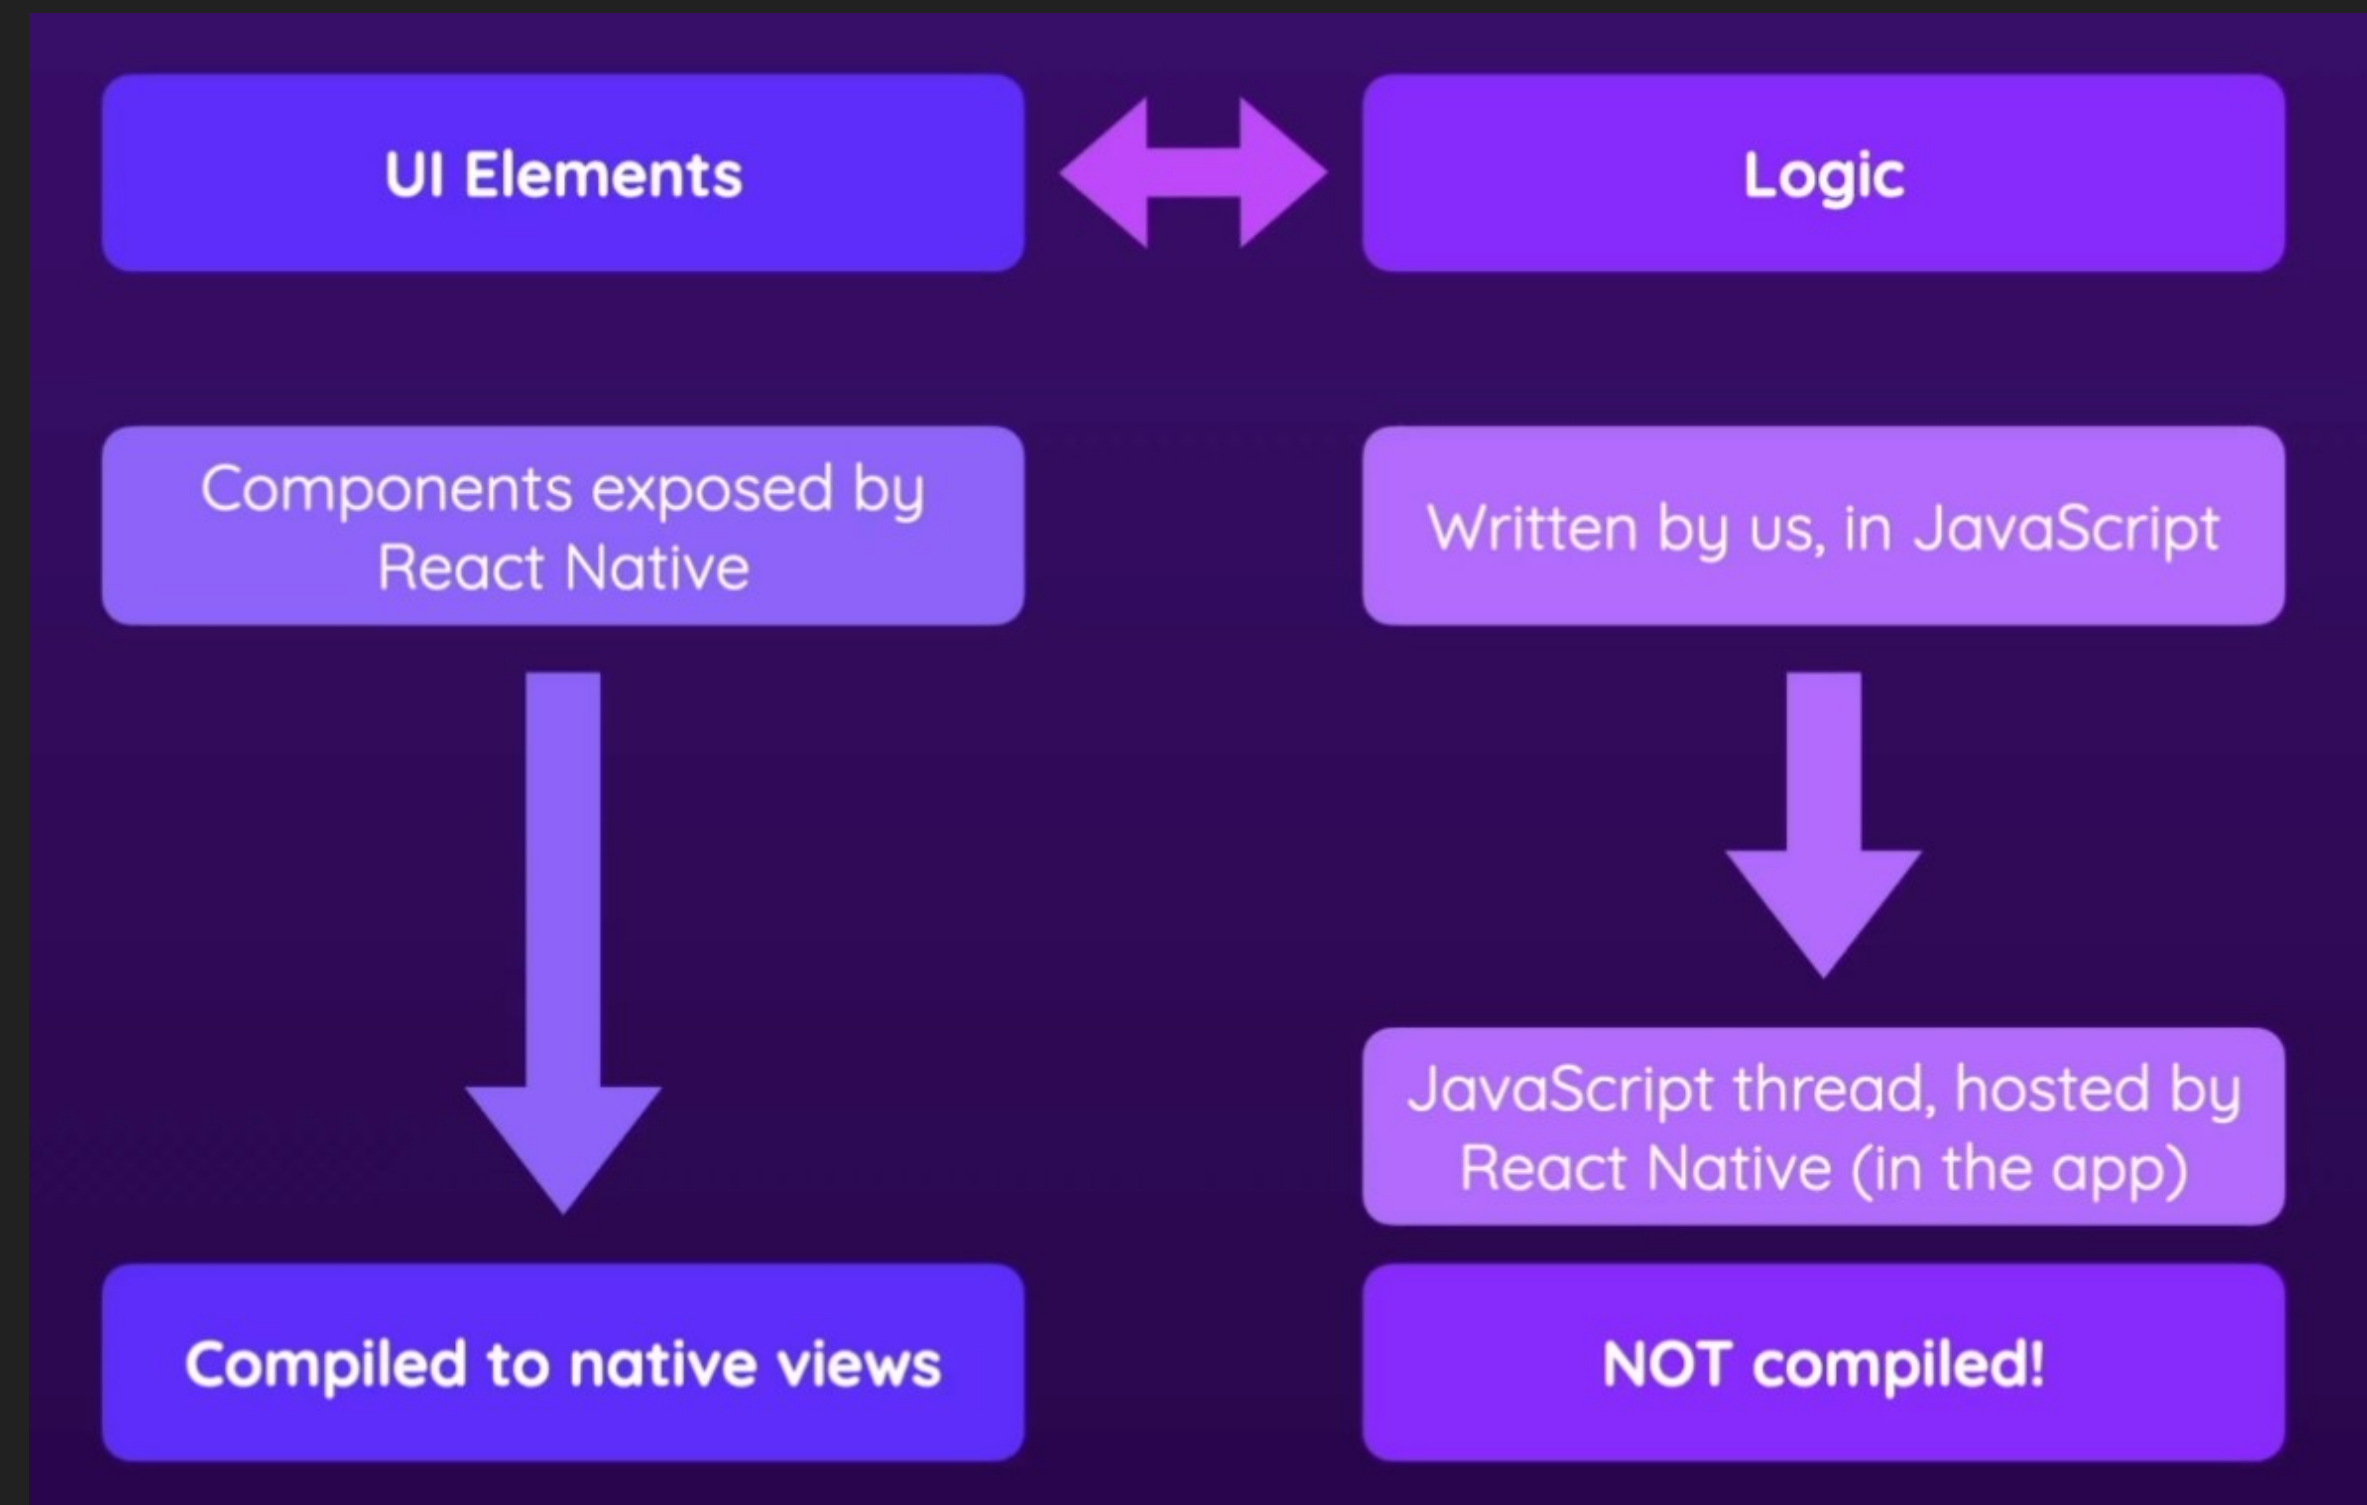 UI Elements
Logic
Components exposed by
React Native
Written by us, in JavaScript
JavaScript thread, hosted by
React Native (in the app)
Compiled to native views
NOT compiled!